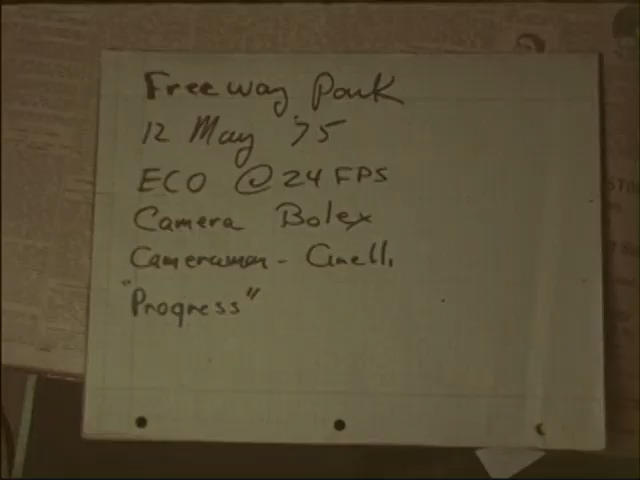 Freeway Park
12 May '75
ECO @ 24 FPS
Camera Bolex
Cameraman - Cinelli
"Progress"